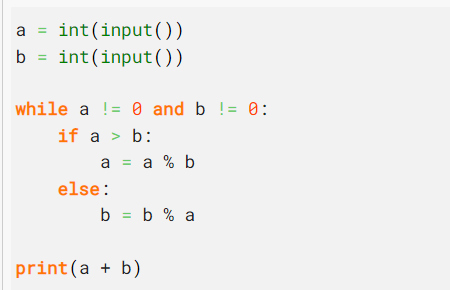 a = int(input())
b = int(input())
while a != 0 and b != 0:
    if a > b:
        a = a % b
    else:
        b = b % a
print(a + b)